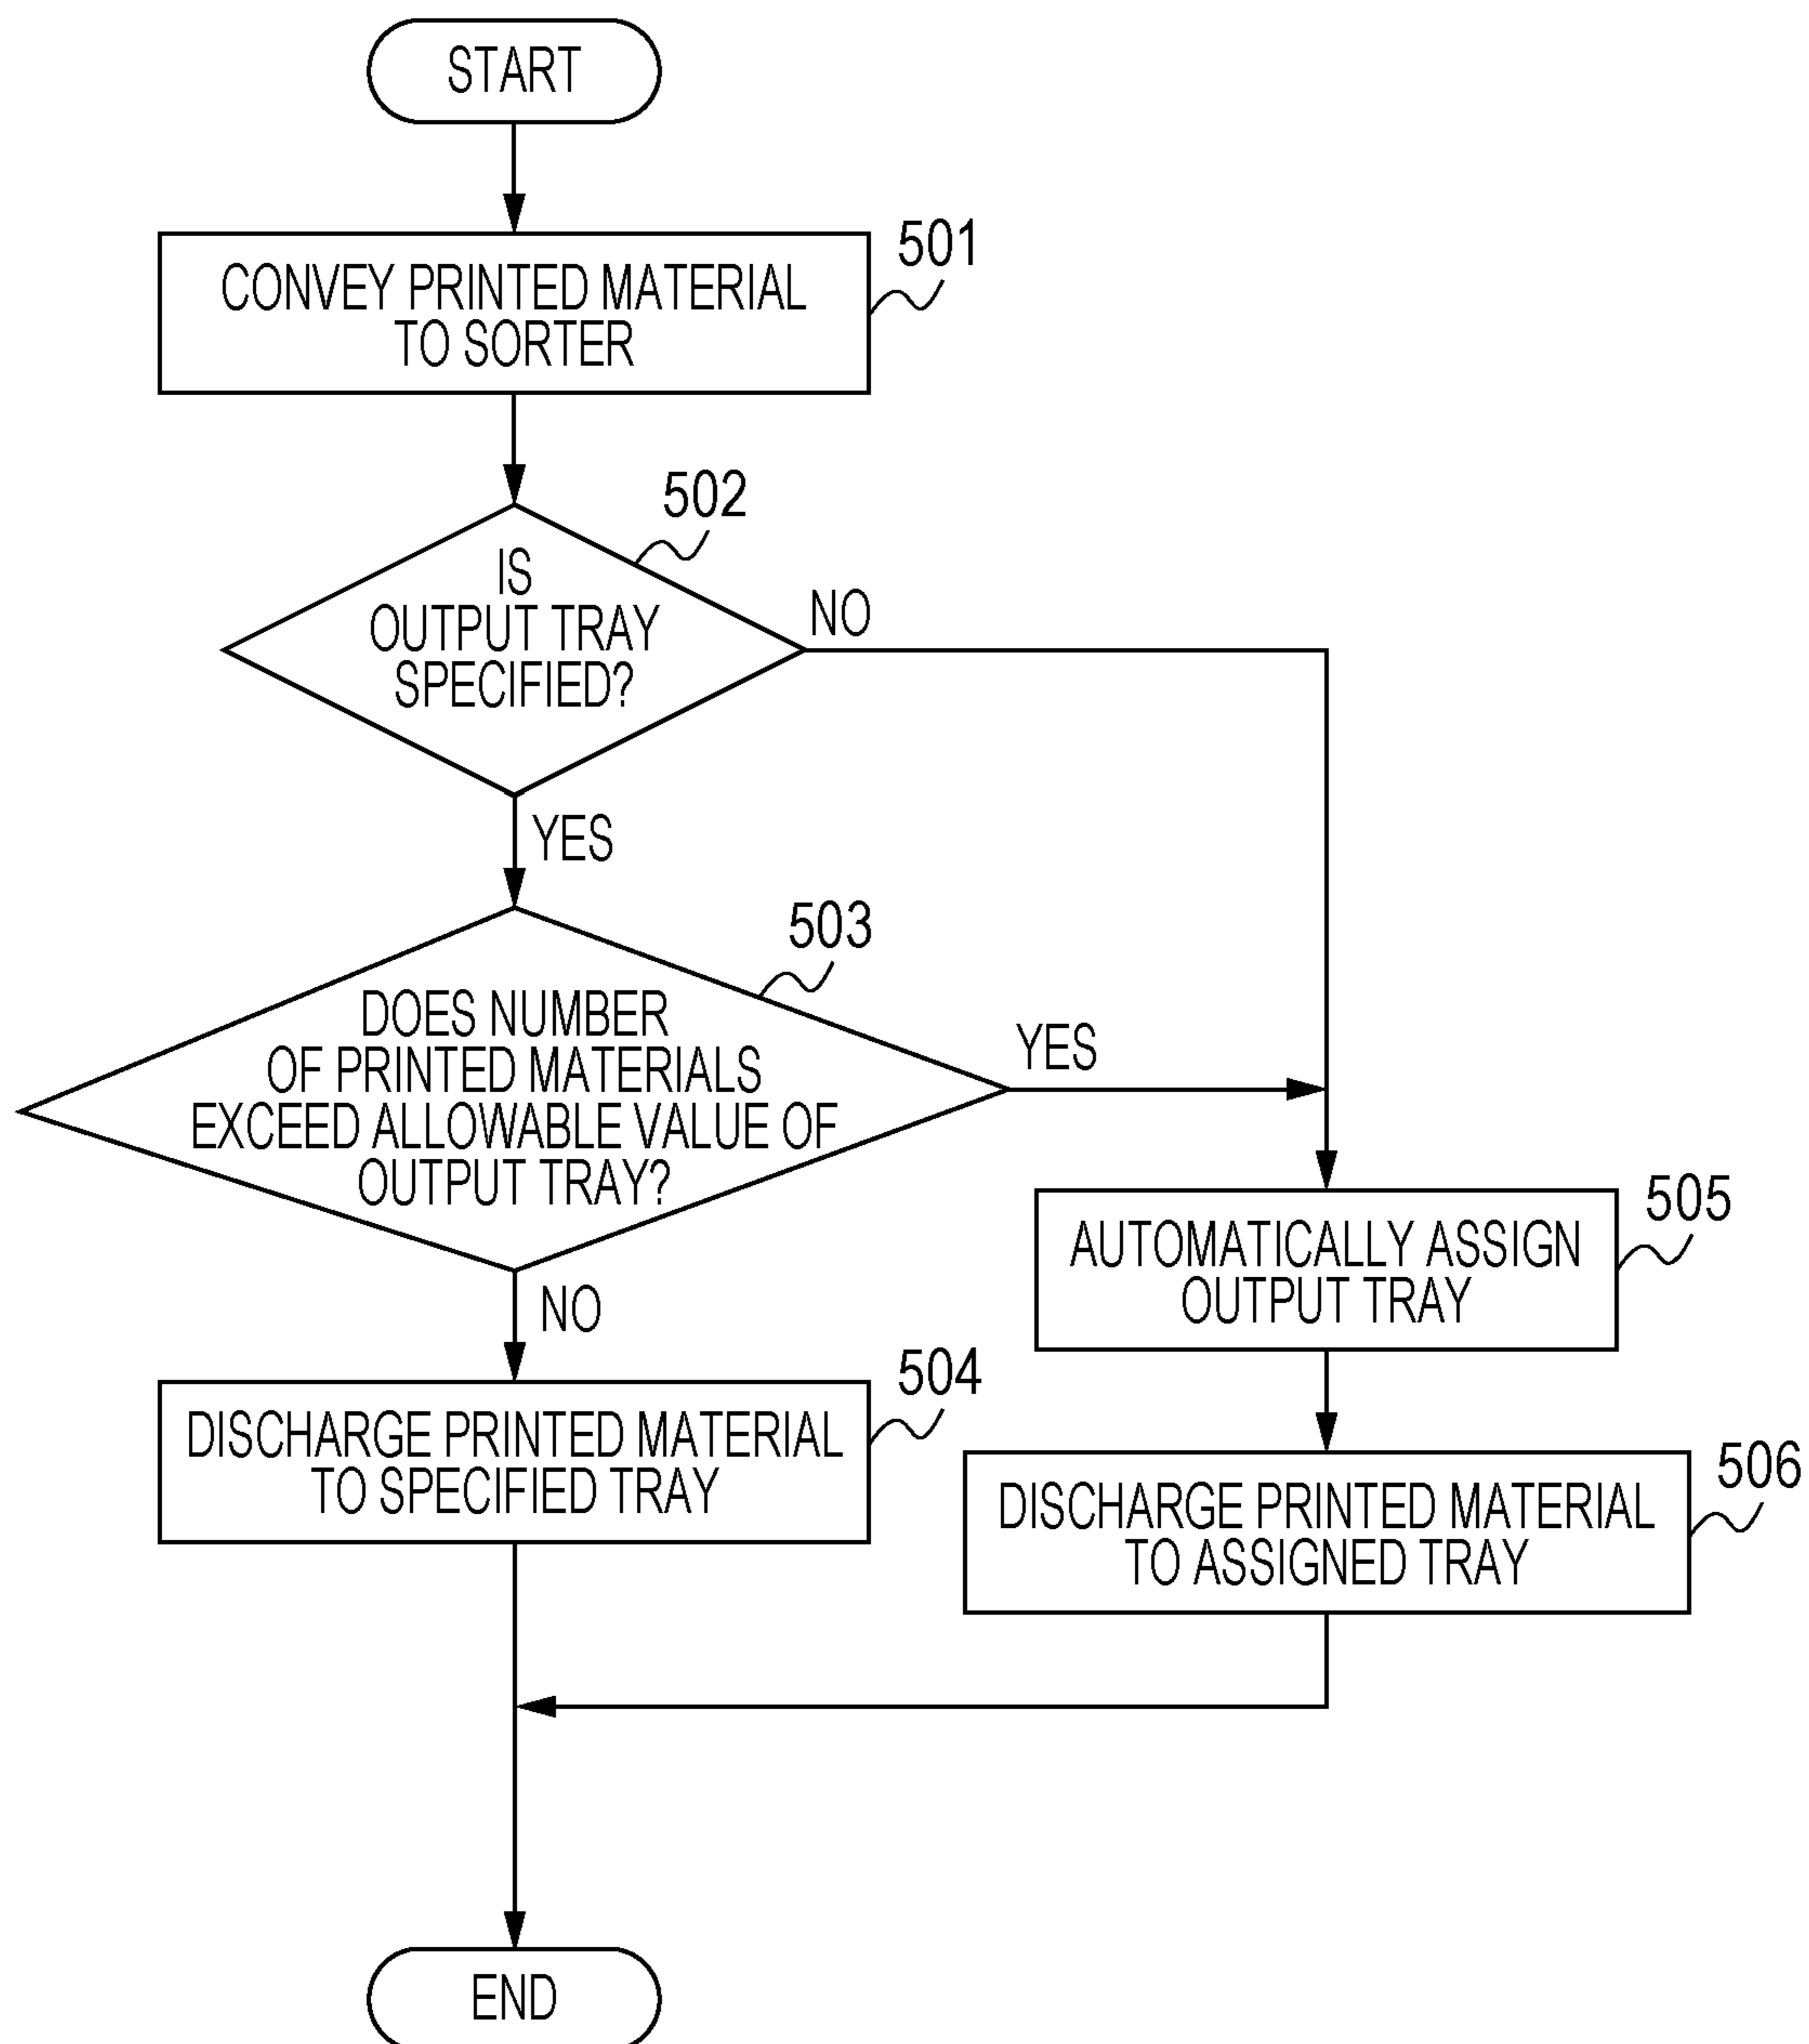 START
501
CONVEY PRINTED MATERIAL
TO SORTER
502
IS
OUTPUT TRAY
SPECIFIED?
NO
YES
503
DOES NUMBER
OF PRINTED MATERIALS
EXCEED ALLOWABLE VALUE OF
OUTPUT TRAY?
YES
NO
504
DISCHARGE PRINTED MATERIAL
TO SPECIFIED TRAY
505
AUTOMATICALLY ASSIGN
OUTPUT TRAY
506
DISCHARGE PRINTED MATERIAL
TO ASSIGNED TRAY
END